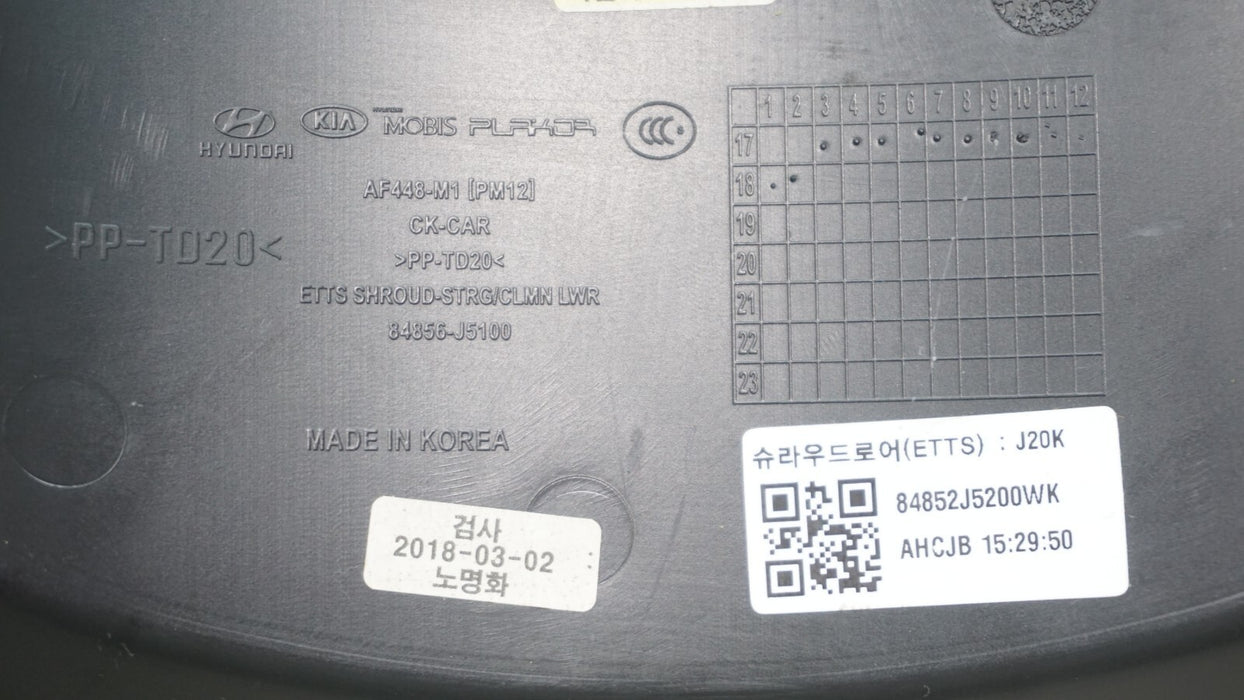 HYUNDAI
KIA
MOBIS PLAKOR
CCC
AF448-M1 [PM12]
CK-CAR
>PP-TD20<
>PP-TD20<
ETTS SHROUD-STRG/CLMN LWR
84856-J5100
MADE IN KOREA
1 2 3 4 5 6 7 8 9 10 11 12
17
18
19
20
21
22
23
검사
2018-03-02 :
노명화
슈라우드로어(ETTS) : J20K
84852J5200WK
AHCJB 15:29:50